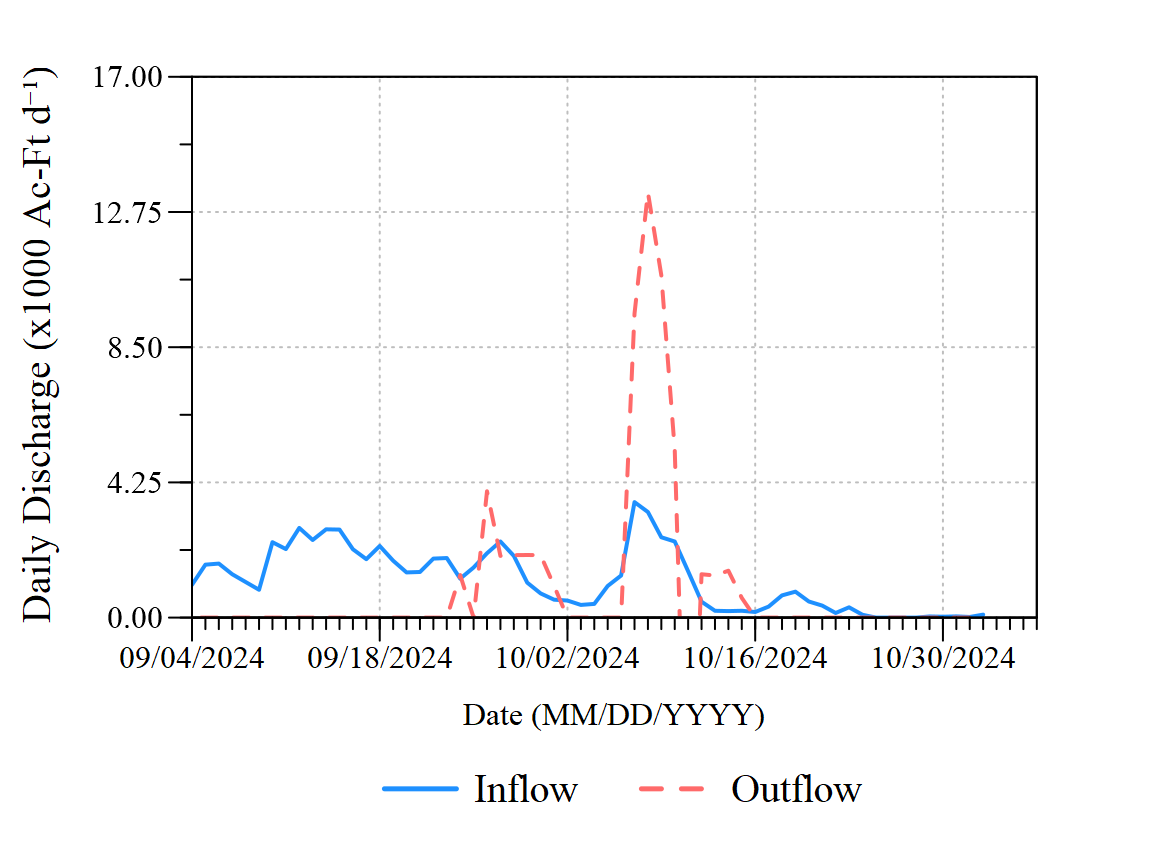 Daily Discharge (x1000 Ac-Ft d⁻¹)
17.00
12.75
8.50
4.25
0.00
09/04/2024 09/18/2024 10/02/2024 10/16/2024 10/30/2024
Date (MM/DD/YYYY)
Inflow Outflow